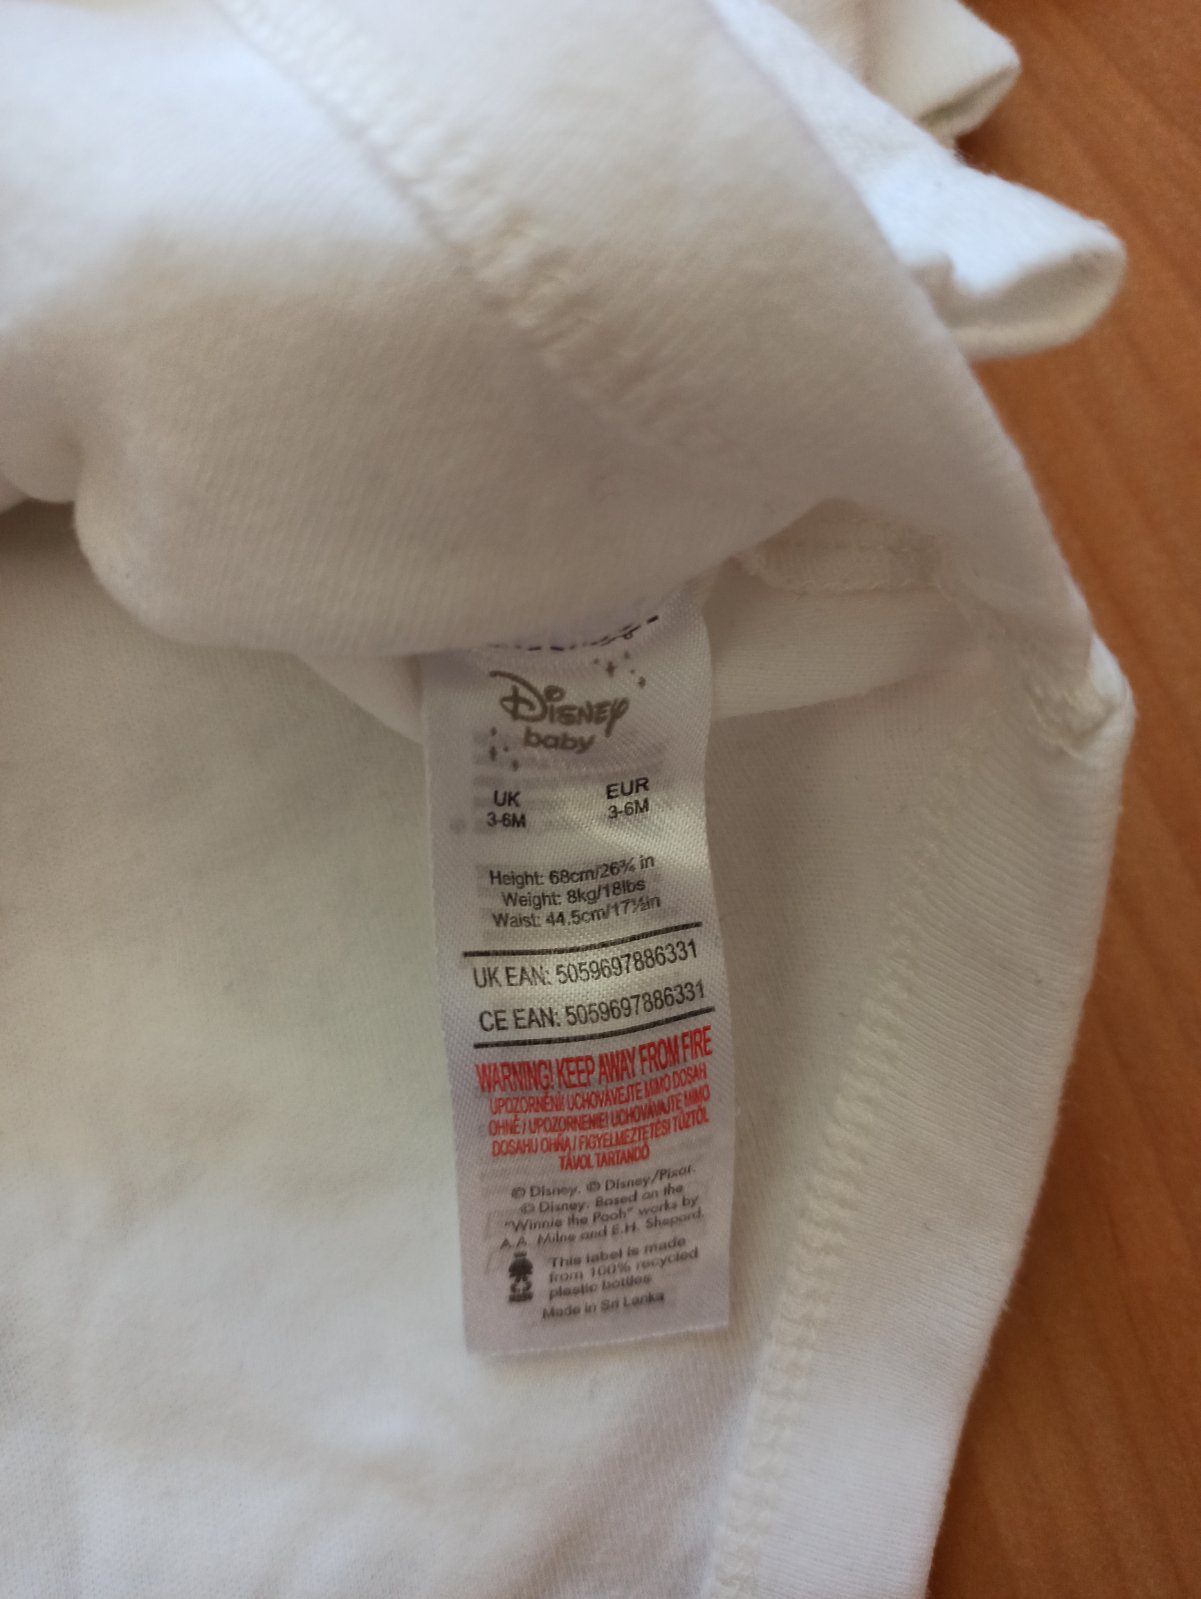 Disney
baby
UK EUR
3-6M 3-6M
Height: 68cm/26¾ in
Weight: 8kg/18lbs
Waist: 44.5cm/17½in
UK EAN: 5059697886331
CE EAN: 5059697886331
WARNING! KEEP AWAY FROM FIRE
UPOZORNĚNÍ! UCHOVÁVEJTE MIMO DOSAH
OHNĚ / UPOZORNENIE! UCHOVÁVAJTE MIMO
DOSAHU OHŇA / FIGYELMEZTETÉS! TŰZTŐL
TÁVOL TARTANDÓ
© Disney. © Disney/Pixar.
© Disney. Based on the
"Winnie the Pooh" works by
A.A. Milne and E.H. Shepard.
This label is made
from 100% recycled
plastic bottles
Made in Sri Lanka